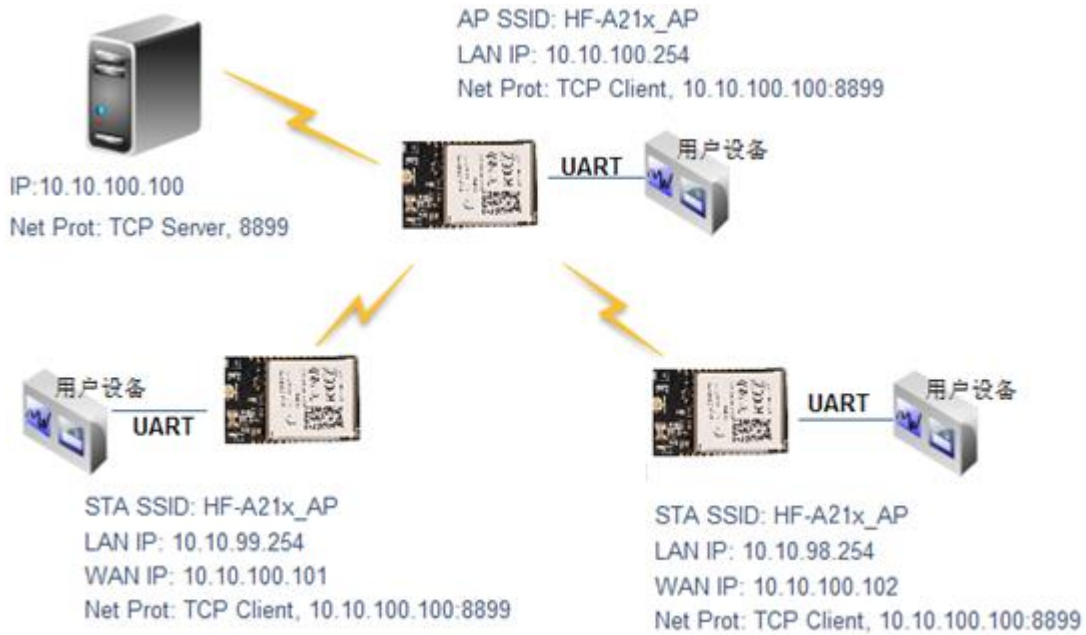 AP SSID: HF-A21x_AP
LAN IP: 10.10.100.254
Net Prot: TCP Client, 10.10.100.100:8899
用户设备
UART
IP:10.10.100.100
Net Prot: TCP Server, 8899
用户设备
UART
用户设备
UART
STA SSID: HF-A21x_AP
LAN IP: 10.10.99.254
WAN IP: 10.10.100.101
Net Prot: TCP Client, 10.10.100.100:8899
STA SSID: HF-A21x_AP
LAN IP: 10.10.98.254
WAN IP: 10.10.100.102
Net Prot: TCP Client, 10.10.100.100:8899